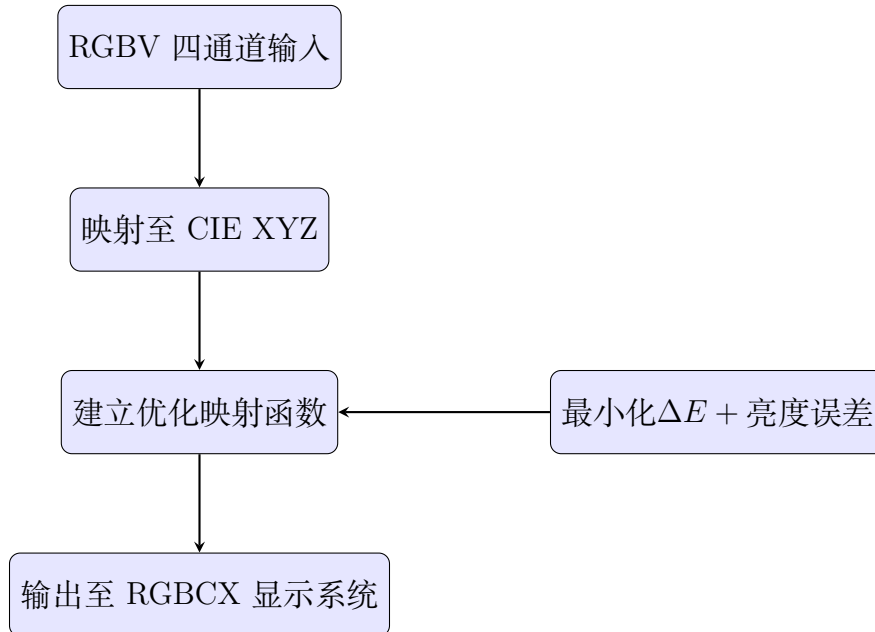 RGBV 四通道输入
映射至 CIE XYZ
建立优化映射函数
最小化ΔE + 亮度误差
输出至 RGBCX 显示系统